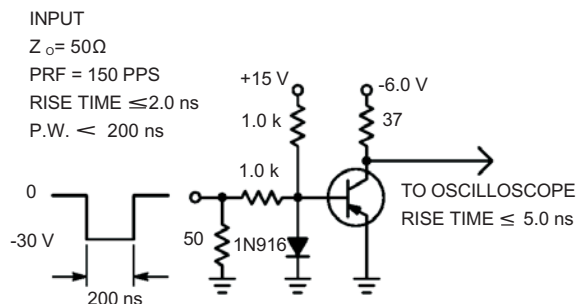 INPUT
Z O = 50Ω
PRF = 150 PPS
RISE TIME ≤2.0 ns
P.W. < 200 ns
+15 V
-6.0 V
1.0 k
37
1.0 k
0
TO OSCILLOSCOPE
RISE TIME ≤ 5.0 ns
-30 V
50
1N916
200 ns